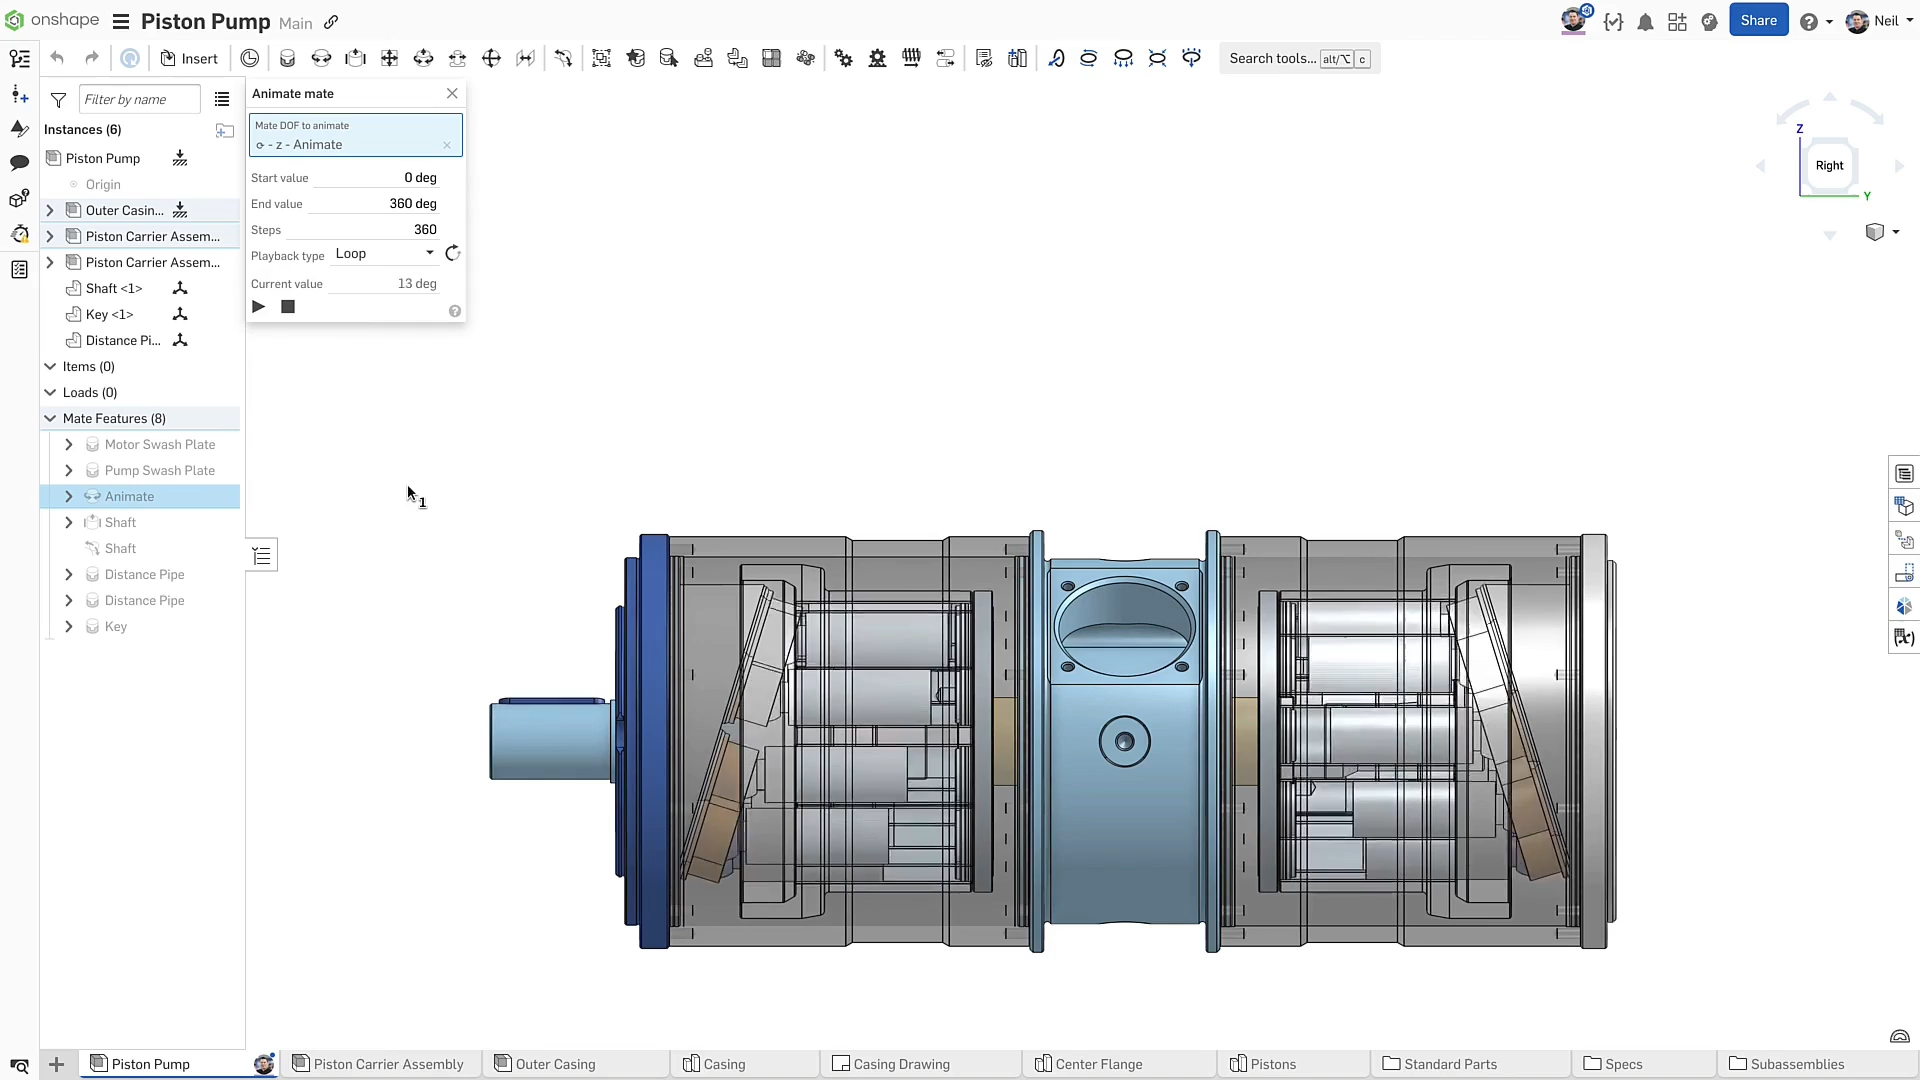 onshape
Piston Pump Main
Share
Neil
Insert
Search tools... alt/⌥ c
Filter by name
Instances (6)
Piston Pump
Origin
Outer Casin...
Piston Carrier Assem...
Piston Carrier Assem...
Shaft <1>
Key <1>
Distance Pi...
Items (0)
Loads (0)
Mate Features (8)
Motor Swash Plate
Pump Swash Plate
Animate
Shaft
Shaft
Distance Pipe
Distance Pipe
Key
Animate mate
Mate DOF to animate
- z - Animate
Start value 0 deg
End value 360 deg
Steps 360
Playback type Loop
Current value 13 deg
1
Z
Right
Y
Piston Pump
Piston Carrier Assembly
Outer Casing
Casing
Casing Drawing
Center Flange
Pistons
Standard Parts
Specs
Subassemblies